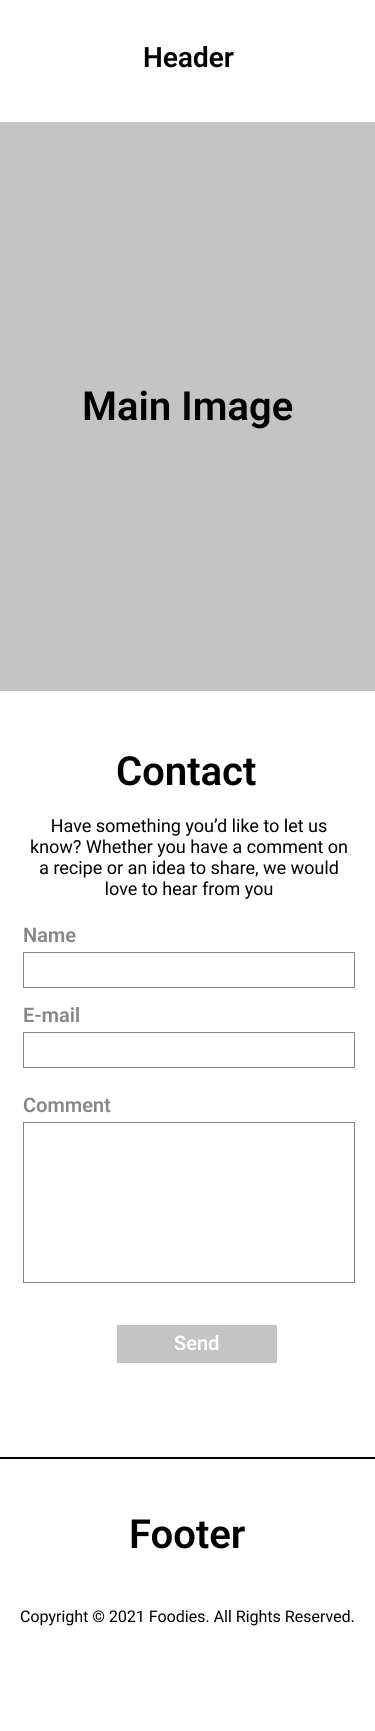 Header
Main Image
Contact
Have something you’d like to let us
know? Whether you have a comment on
a recipe or an idea to share, we would
love to hear from you
Name
E-mail
Comment
Send
Footer
Copyright © 2021 Foodies. All Rights Reserved.